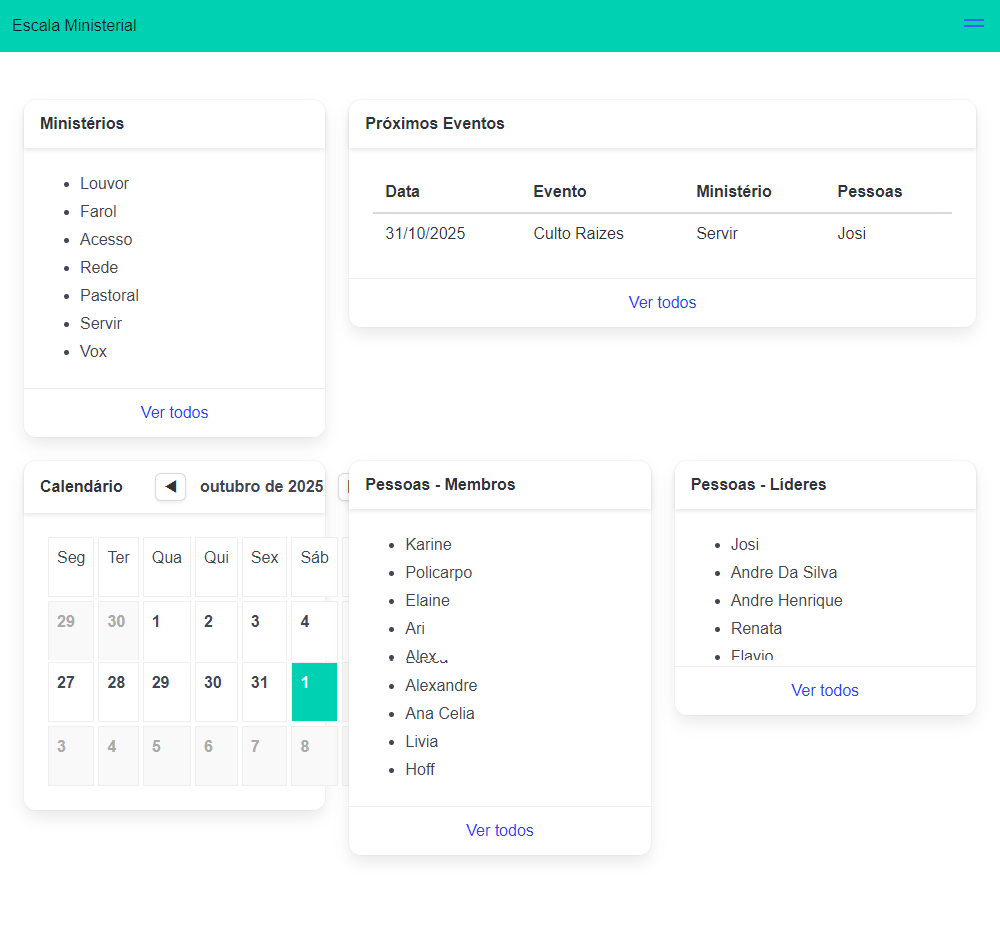 Escala Ministerial
Ministérios
Louvor
Farol
Acesso
Rede
Pastoral
Servir
Vox
Ver todos
Próximos Eventos
Data Evento Ministério Pessoas
31/10/2025 Culto Raizes Servir Josi
Ver todos
Calendário ◀ outubro de 2025
Seg Ter Qua Qui Sex Sáb
29 30 1 2 3 4
27 28 29 30 31 1
3 4 5 6 7 8
Pessoas - Membros
Karine
Policarpo
Elaine
Ari
Alexandre
Ana Celia
Livia
Hoff
Ver todos
Pessoas - Líderes
Josi
Andre Da Silva
Andre Henrique
Renata
Flavio
Ver todos